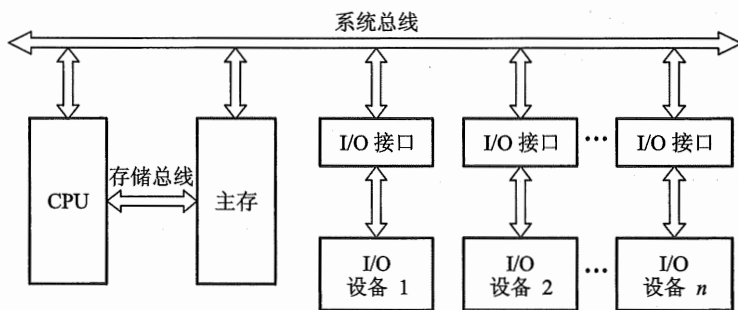 系统总线
I/O 接口
I/O 接口
…
I/O 接口
存储总线
CPU
主存
I/O
设备 1
I/O
设备 2
…
I/O
设备 n